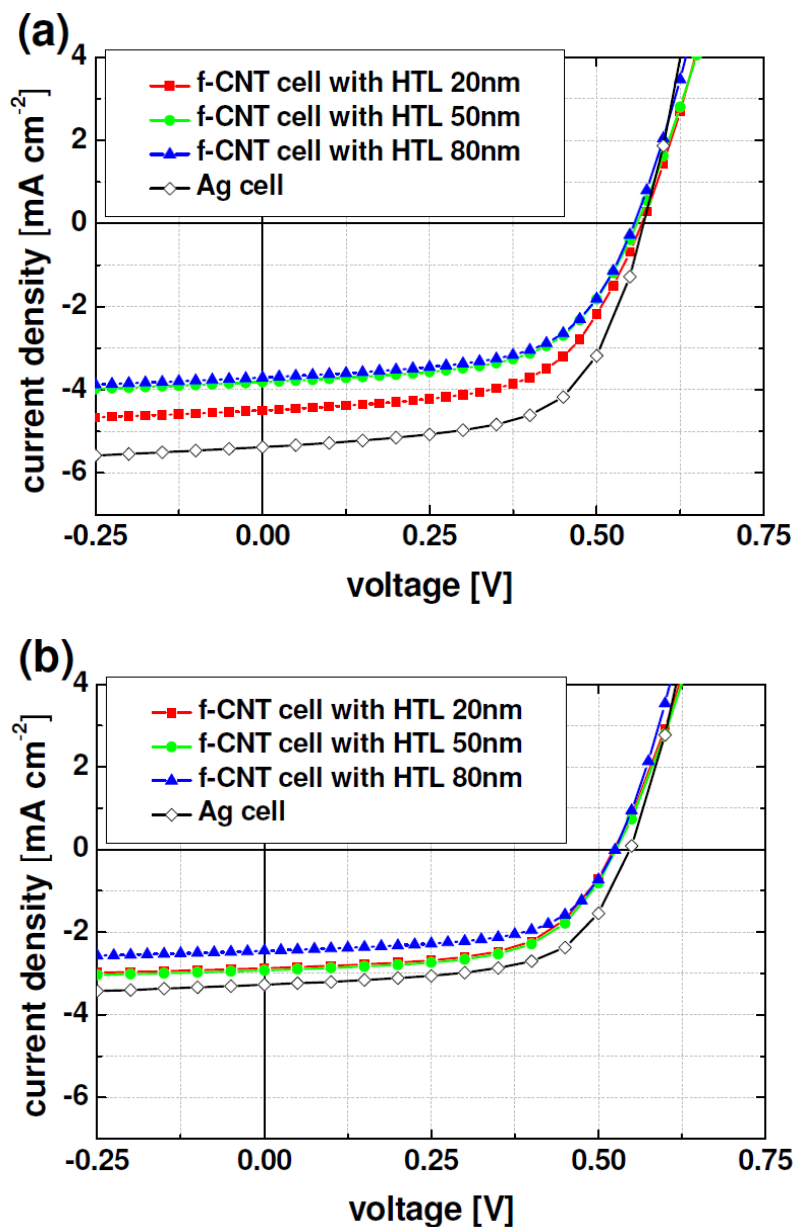 (a)
4
f-CNT cell with HTL 20nm
f-CNT cell with HTL 50nm
2
f-CNT cell with HTL 80nm
Ag cell
0
-2
-4
-6
current density [mA cm⁻²]
-0.25 0.00 0.25 0.50 0.75
voltage [V]
(b)
4
f-CNT cell with HTL 20nm
f-CNT cell with HTL 50nm
2
f-CNT cell with HTL 80nm
Ag cell
0
-2
-4
-6
current density [mA cm⁻²]
-0.25 0.00 0.25 0.50 0.75
voltage [V]